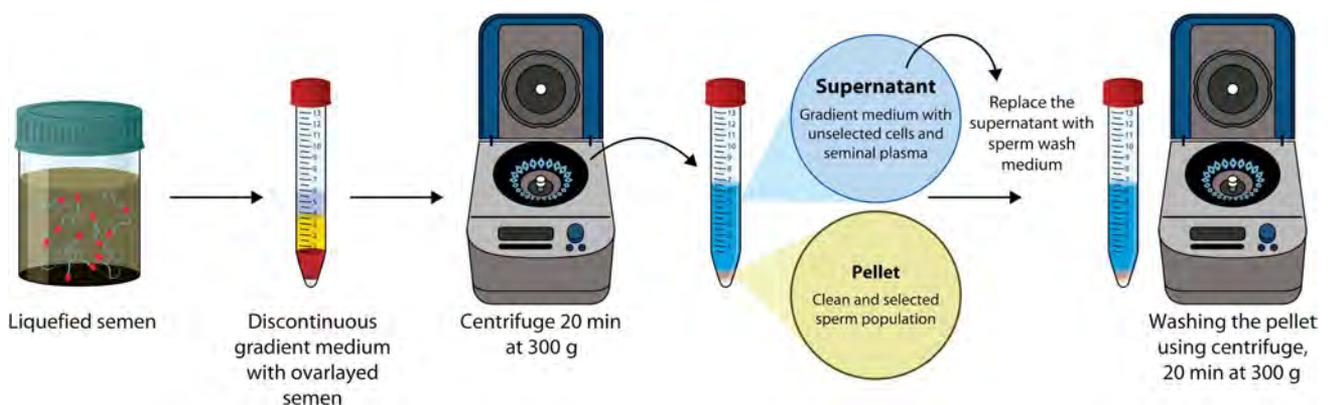 Liquefied semen
Discontinuous
gradient medium
with ovarlayed
semen
Centrifuge 20 min
at 300 g
Supernatant
Gradient medium with
unselected cells and
seminal plasma
Pellet
Clean and selected
sperm population
Replace the
supernatant with
sperm wash
medium
Washing the pellet
using centrifuge,
20 min at 300 g